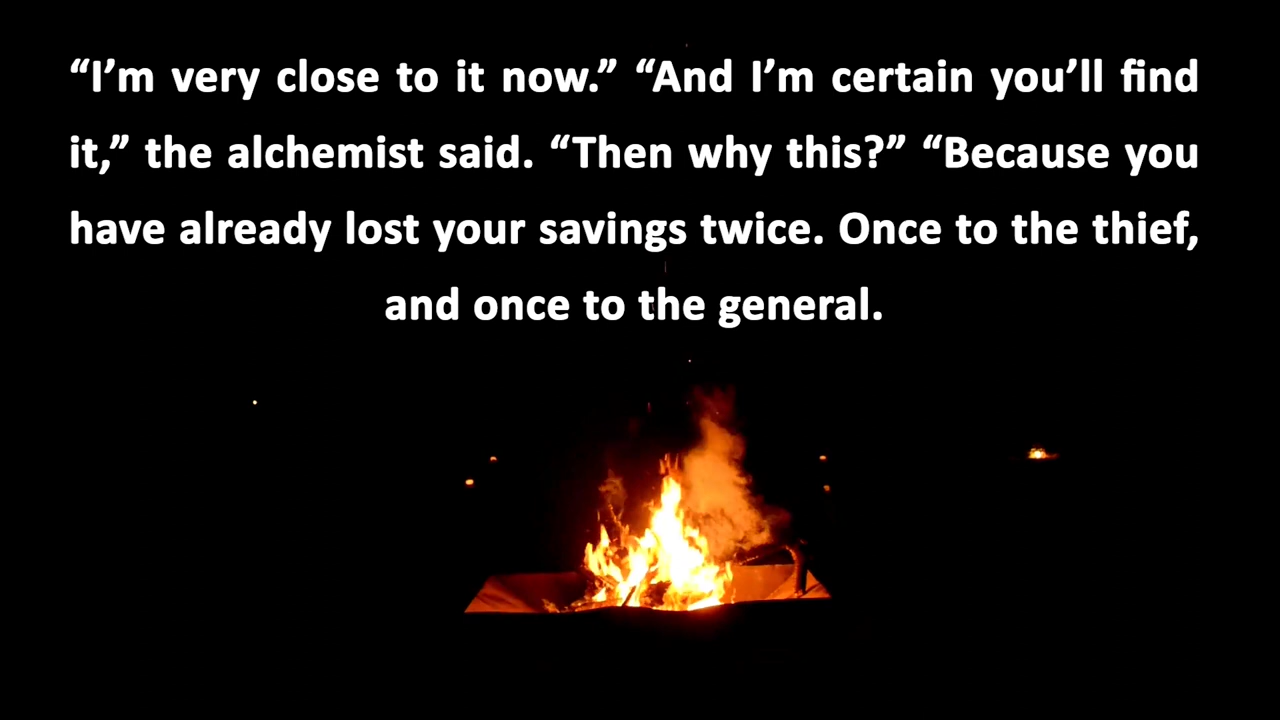 “I’m very close to it now.” “And I’m certain you’ll find
it,” the alchemist said. “Then why this?” “Because you
have already lost your savings twice. Once to the thief,
and once to the general.